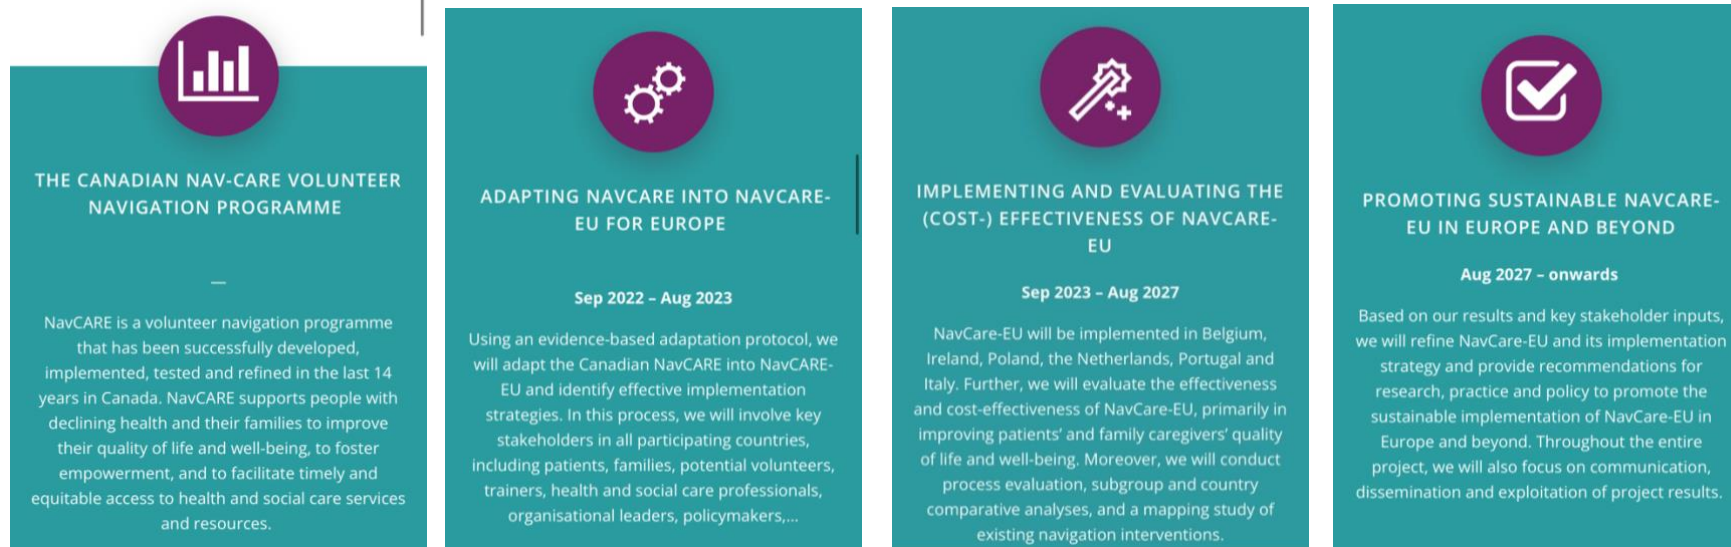 THE CANADIAN NAV-CARE VOLUNTEER
NAVIGATION PROGRAMME
—
NavCARE is a volunteer navigation programme
that has been successfully developed,
implemented, tested and refined in the last 14
years in Canada. NavCARE supports people with
declining health and their families to improve
their quality of life and well-being, to foster
empowerment, and to facilitate timely and
equitable access to health and social care services
and resources.
ADAPTING NAVCARE INTO NAVCARE-
EU FOR EUROPE
Sep 2022 – Aug 2023
Using an evidence-based adaptation protocol, we
will adapt the Canadian NavCARE into NavCARE-
EU and identify effective implementation
strategies. In this process, we will involve key
stakeholders in all participating countries,
including patients, families, potential volunteers,
trainers, health and social care professionals,
organisational leaders, policymakers,...
IMPLEMENTING AND EVALUATING THE
(COST-) EFFECTIVENESS OF NAVCARE-
EU
Sep 2023 – Aug 2027
NavCare-EU will be implemented in Belgium,
Ireland, Poland, the Netherlands, Portugal and
Italy. Further, we will evaluate the effectiveness
and cost-effectiveness of NavCare-EU, primarily in
improving patients’ and family caregivers’ quality
of life and well-being. Moreover, we will conduct
process evaluation, subgroup and country
comparative analyses, and a mapping study of
existing navigation interventions.
PROMOTING SUSTAINABLE NAVCARE-
EU IN EUROPE AND BEYOND
Aug 2027 – onwards
Based on our results and key stakeholder inputs,
we will refine NavCare-EU and its implementation
strategy and provide recommendations for
research, practice and policy to promote the
sustainable implementation of NavCare-EU in
Europe and beyond. Throughout the entire
project, we will also focus on communication,
dissemination and exploitation of project results.